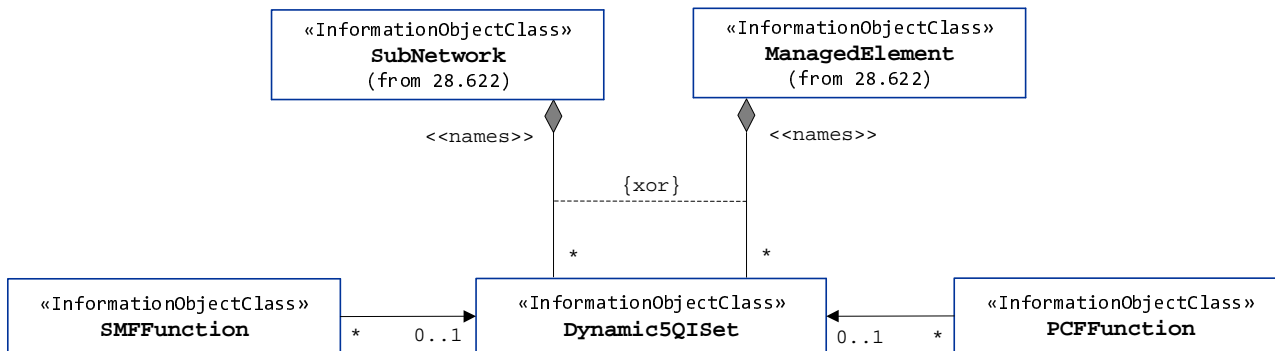 «InformationObjectClass»
SubNetwork
(from 28.622)
«InformationObjectClass»
ManagedElement
(from 28.622)
<<names>>
<<names>>
{xor}
*
*
«InformationObjectClass»
SMFFunction
* 0..1
«InformationObjectClass»
Dynamic5QISet
0..1 *
«InformationObjectClass»
PCFFunction